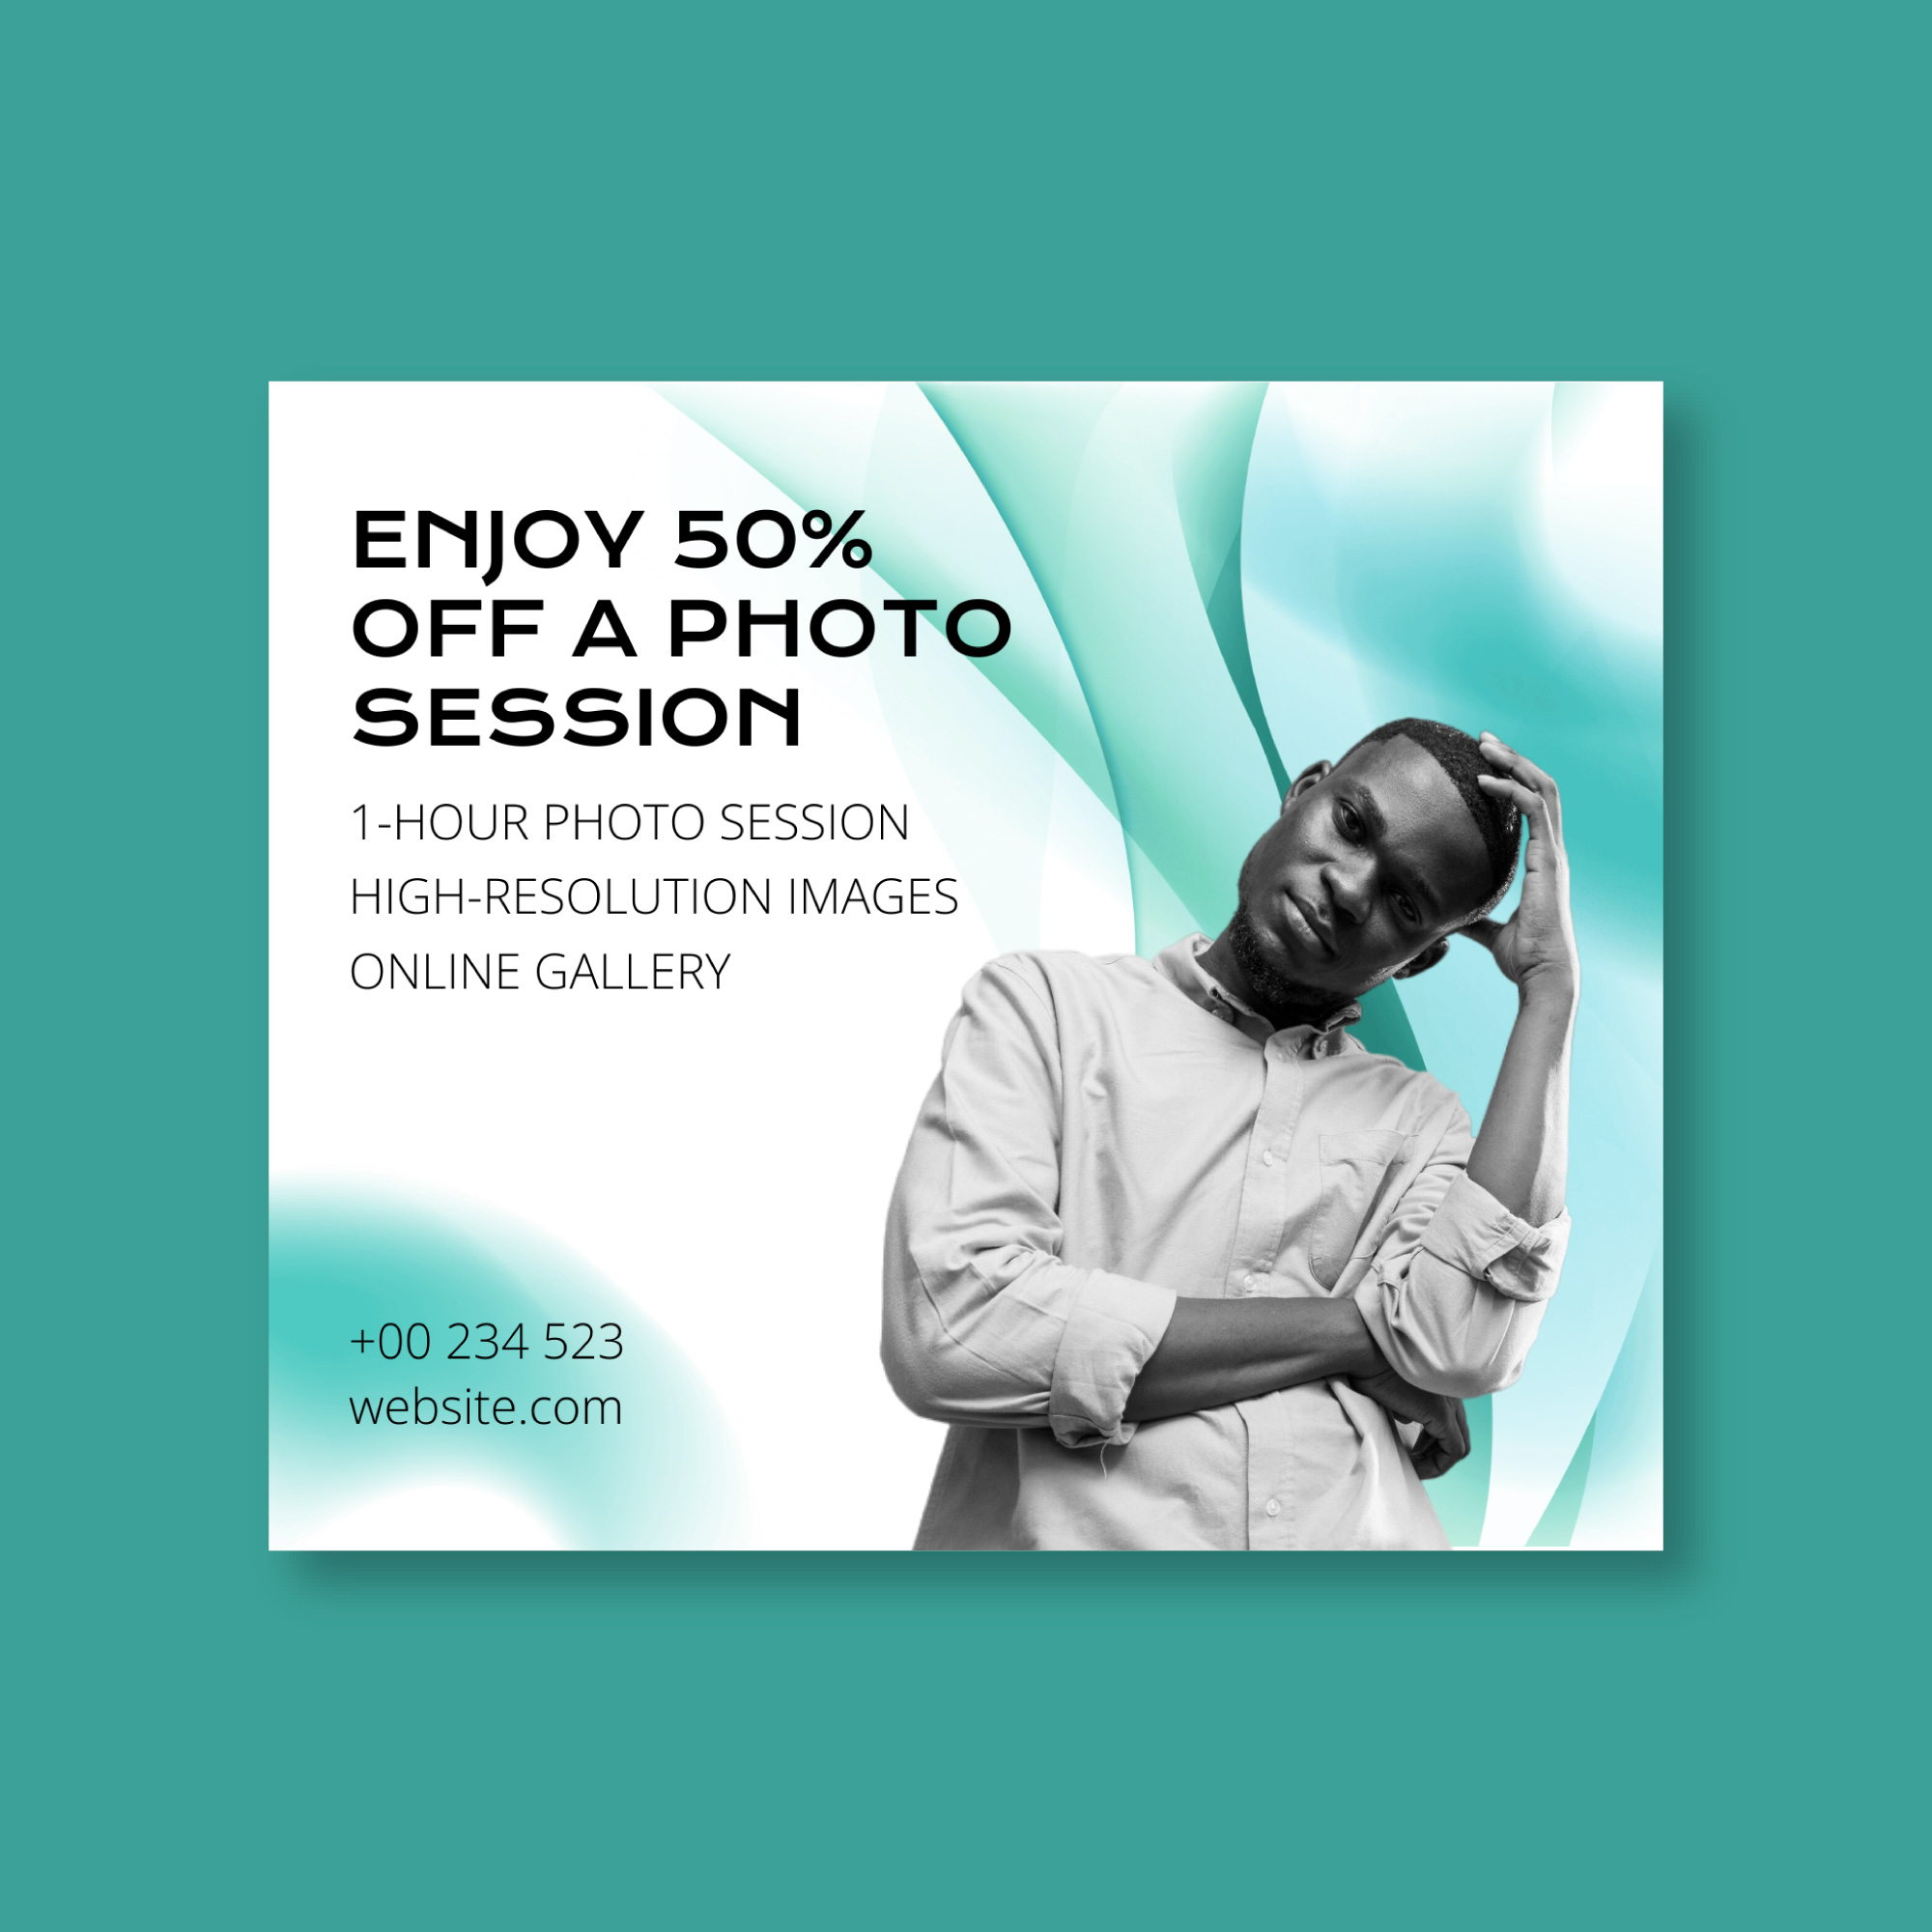 ENJOY 50%
OFF A PHOTO
SESSION
1-HOUR PHOTO SESSION
HIGH-RESOLUTION IMAGES
ONLINE GALLERY
+00 234 523
website.com